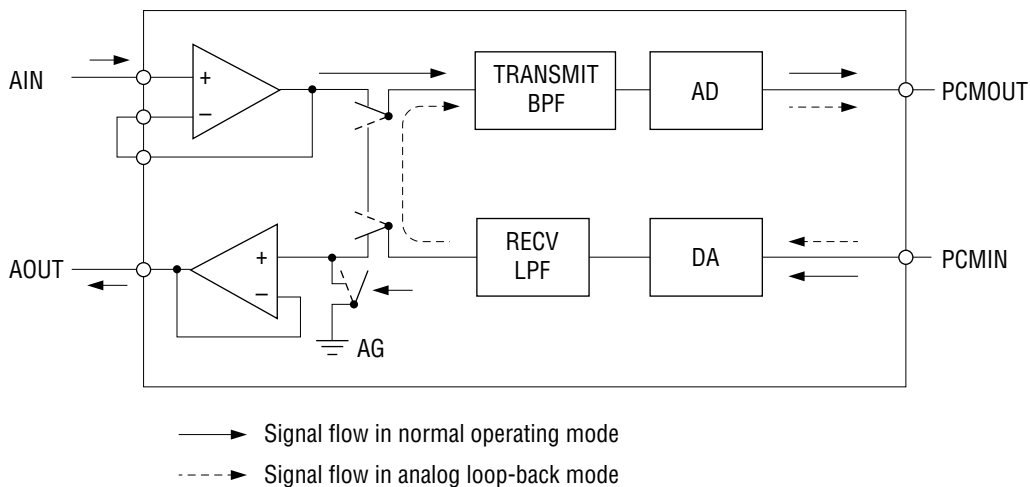 AIN
+
−
TRANSMIT
BPF
AD
PCMOUT
AOUT
+
−
AG
RECV
LPF
DA
PCMIN
Signal flow in normal operating mode
Signal flow in analog loop-back mode